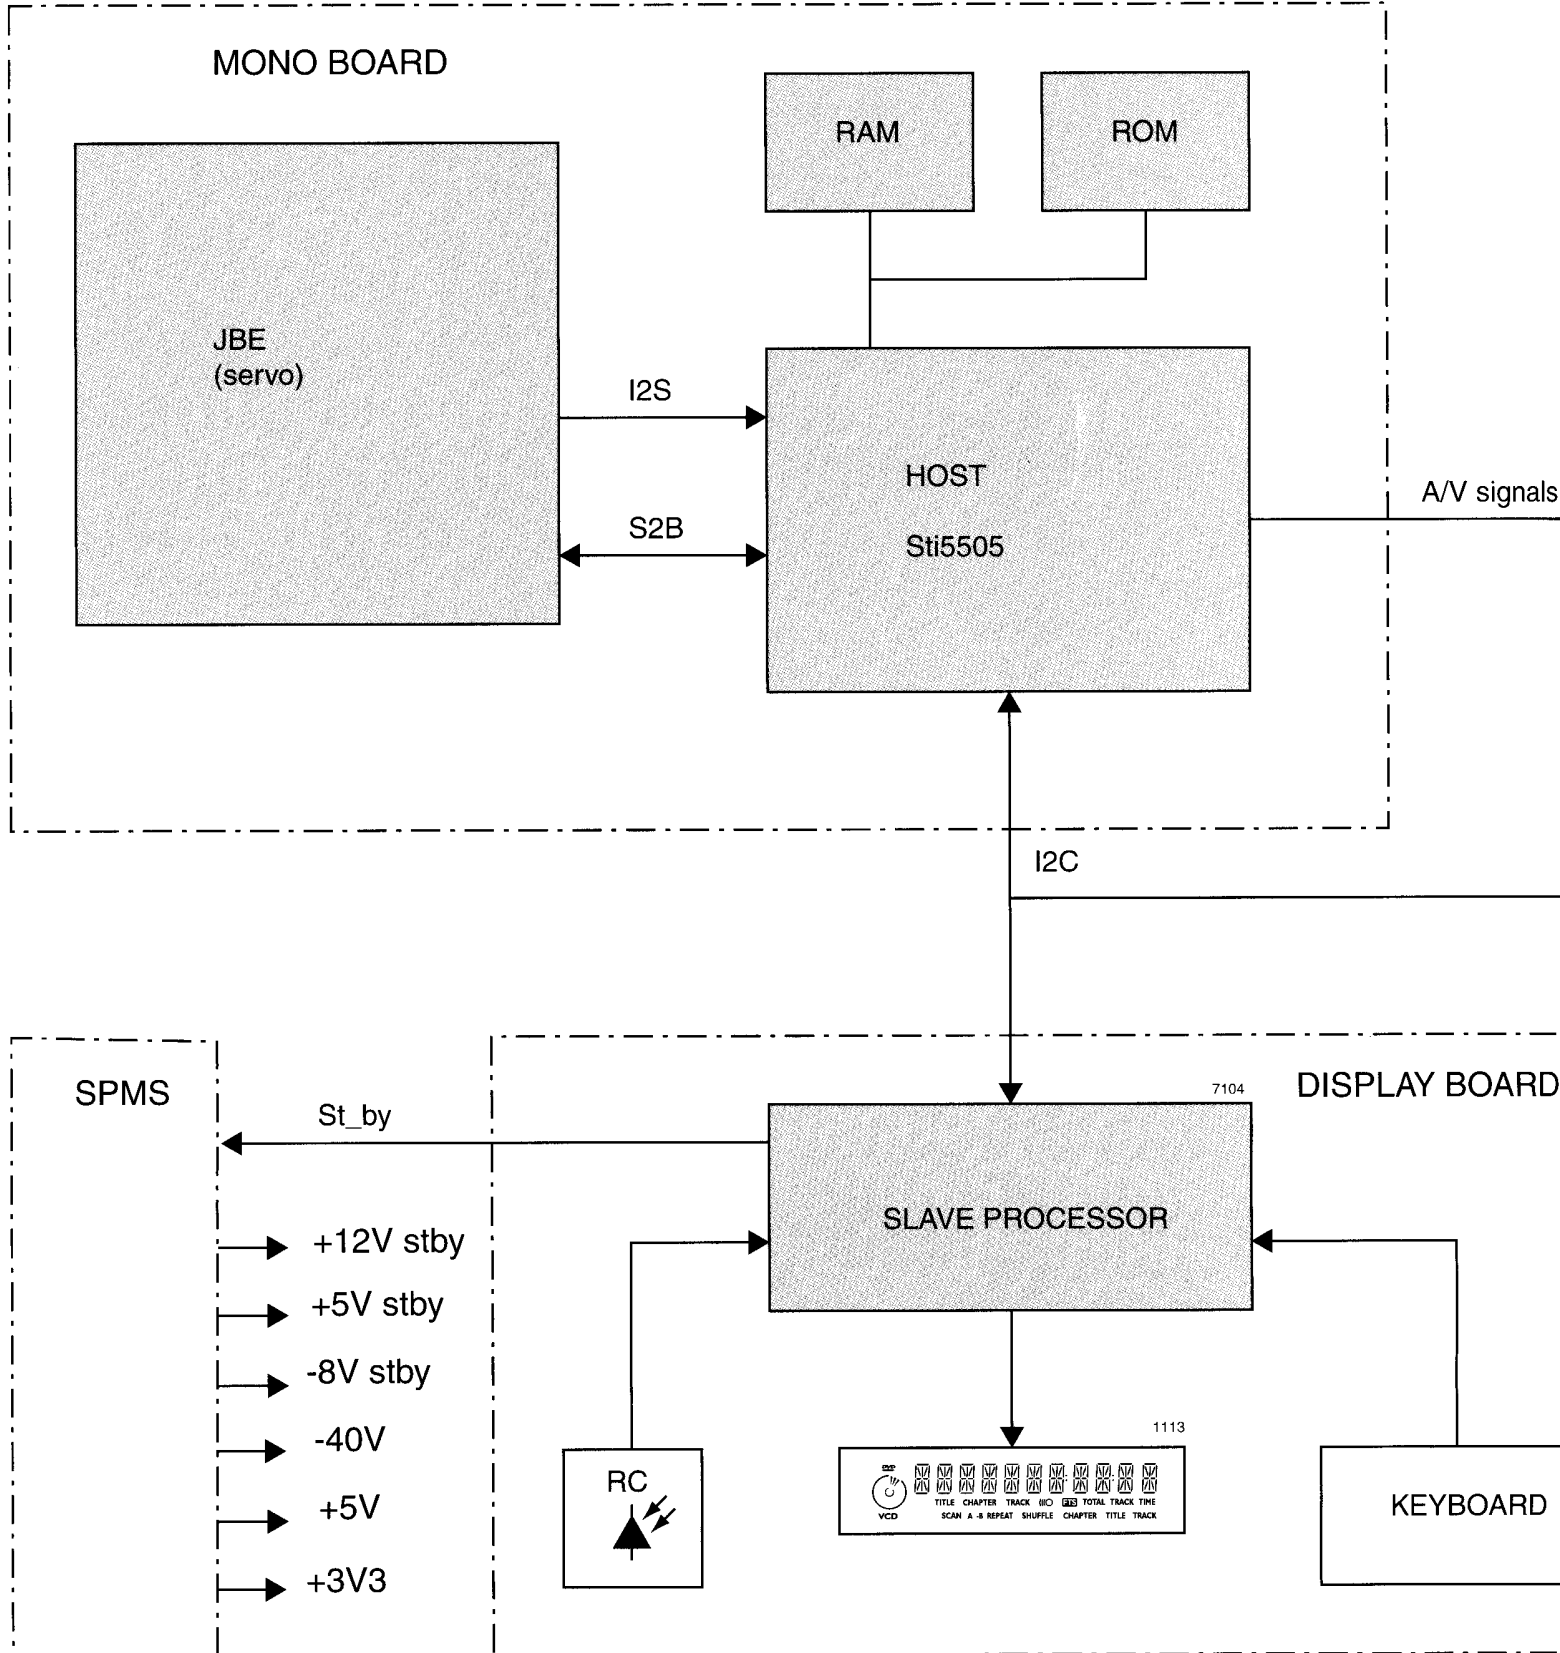 MONO BOARD
RAM
ROM
JBE
(servo)
I2S
S2B
HOST
Sti5505
A/V signals
I2C
SPMS
St_by
7104
DISPLAY BOARD
SLAVE PROCESSOR
+12V stby
+5V stby
-8V stby
-40V
+5V
+3V3
RC
1113
DVD
VCD
TITLE CHAPTER TRACK FTS TOTAL TRACK TIME
SCAN A -B REPEAT SHUFFLE CHAPTER TITLE TRACK
KEYBOARD